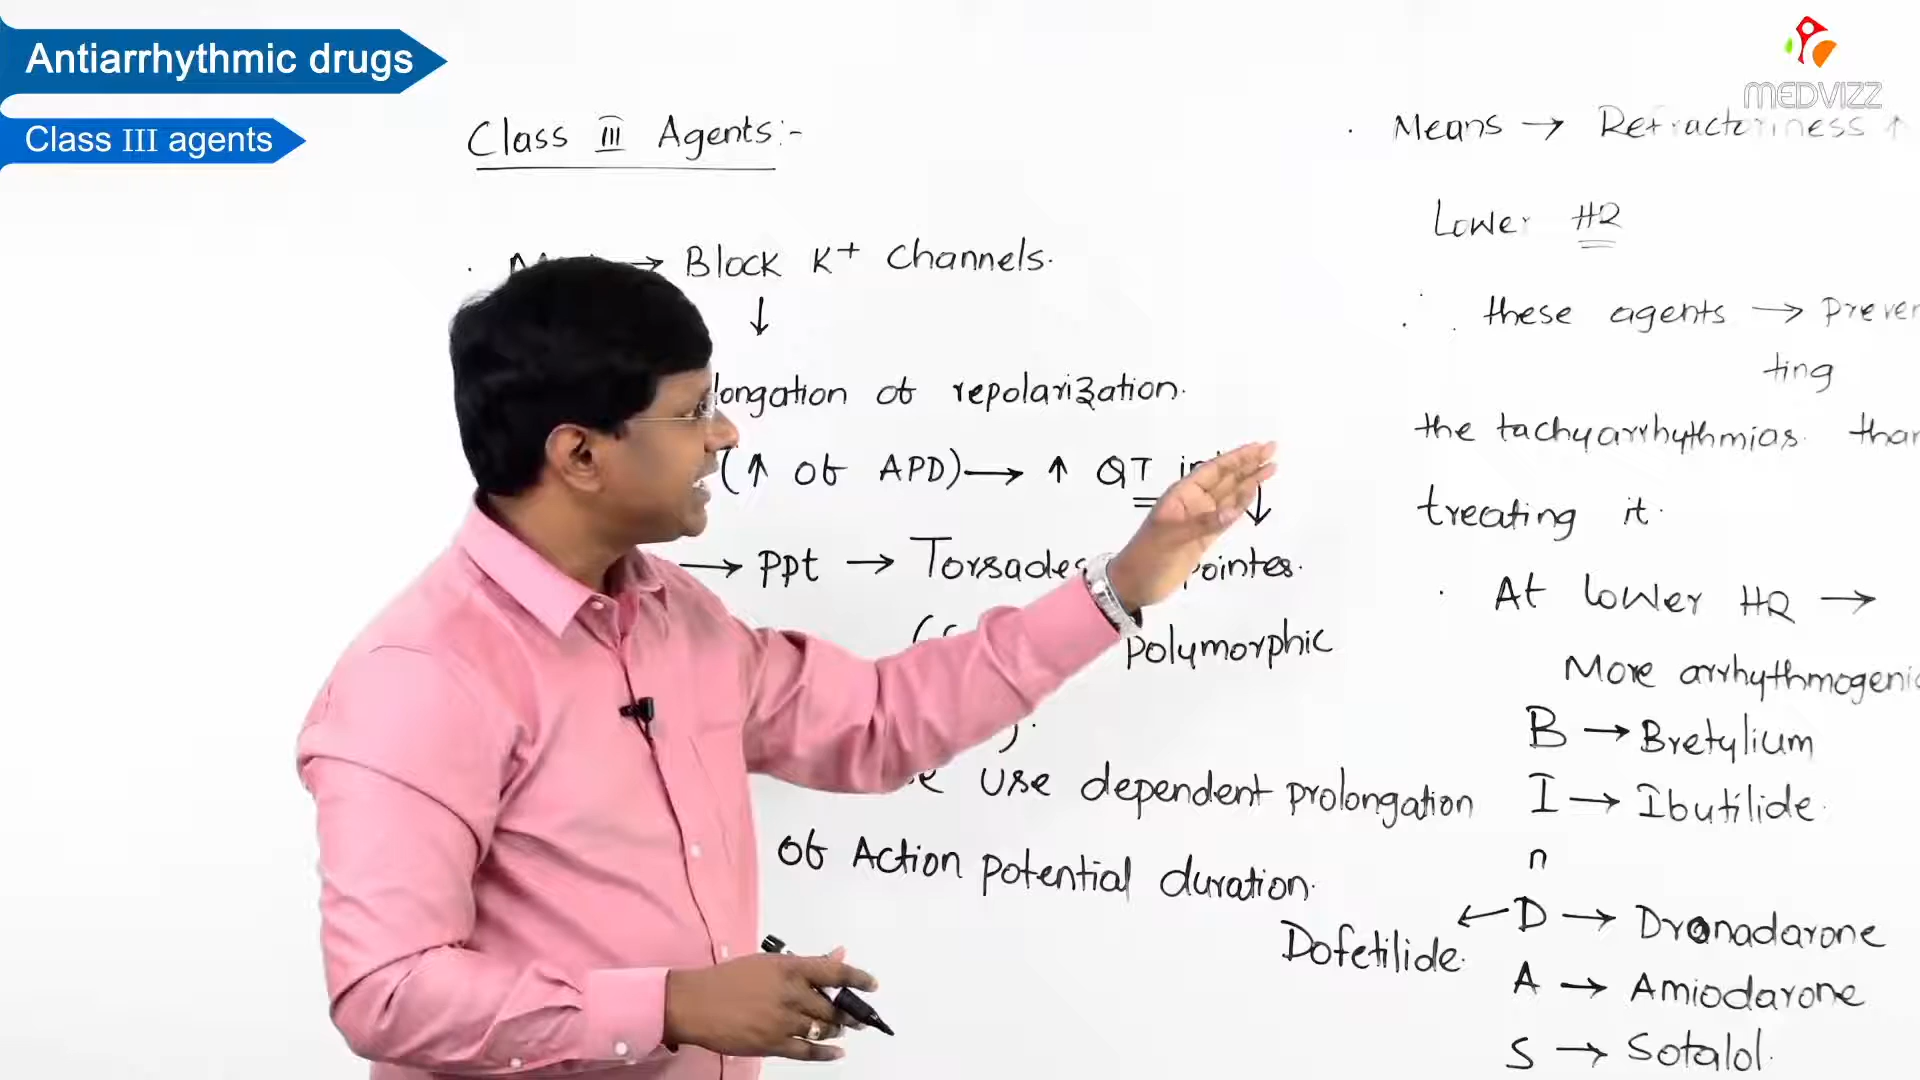 Antiarrhythmic drugs
Class III agents
MEDVIZZ
Class III Agents:-
→ Block K+ Channels.
↓
longation of repolarization.
(↑ of APD) → ↑ QT
↓
→ Ppt → Torsades pointes.
Polymorphic
use dependent prolongation
of Action potential duration.
. Means → Refractoriness ↑
Lower HR
∴ these agents → Preven
ting
the tachyarrhythmias than
treating it.
. At lower HR →
More arrhythmogenic
B → Bretylium
I → Ibutilide.
n
Dofetilide. ← D → Dronadarone
A → Amiodarone
S → Sotalol.